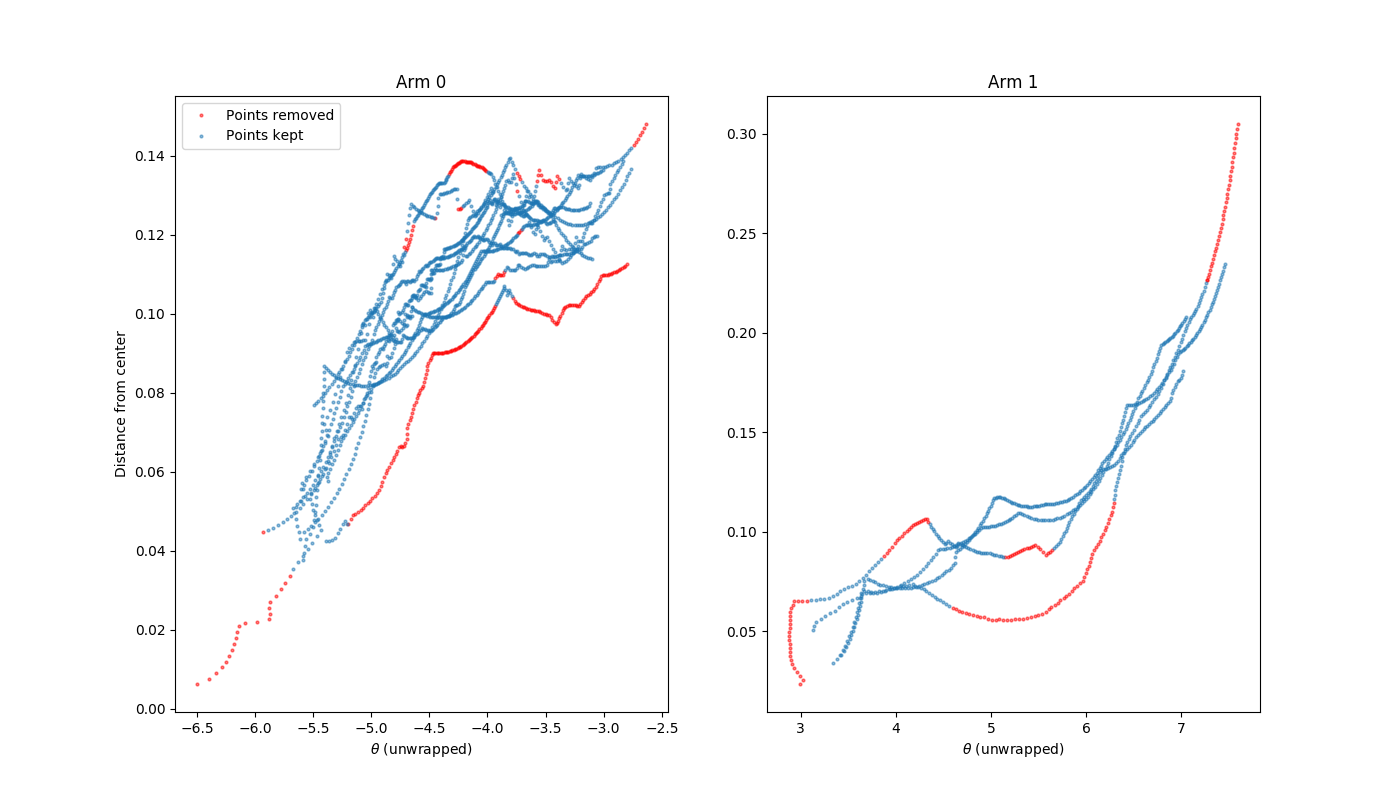 Arm 0
Points removed
Points kept
Distance from center
0.14
0.12
0.10
0.08
0.06
0.04
0.02
0.00
−6.5 −6.0 −5.5 −5.0 −4.5 −4.0 −3.5 −3.0 −2.5
θ (unwrapped)
Arm 1
0.30
0.25
0.20
0.15
0.10
0.05
3 4 5 6 7
θ (unwrapped)